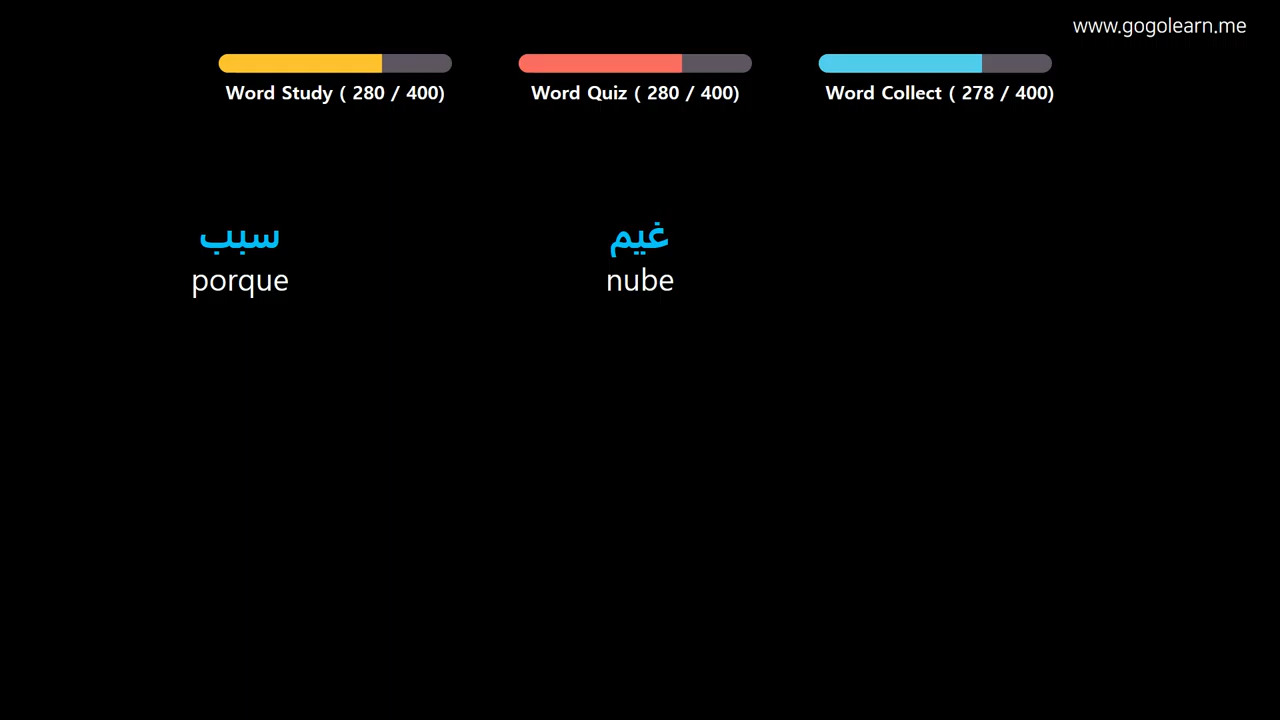 www.gogolearn.me
Word Study ( 280 / 400)
Word Quiz ( 280 / 400)
Word Collect ( 278 / 400)
سبب
porque
غيم
nube